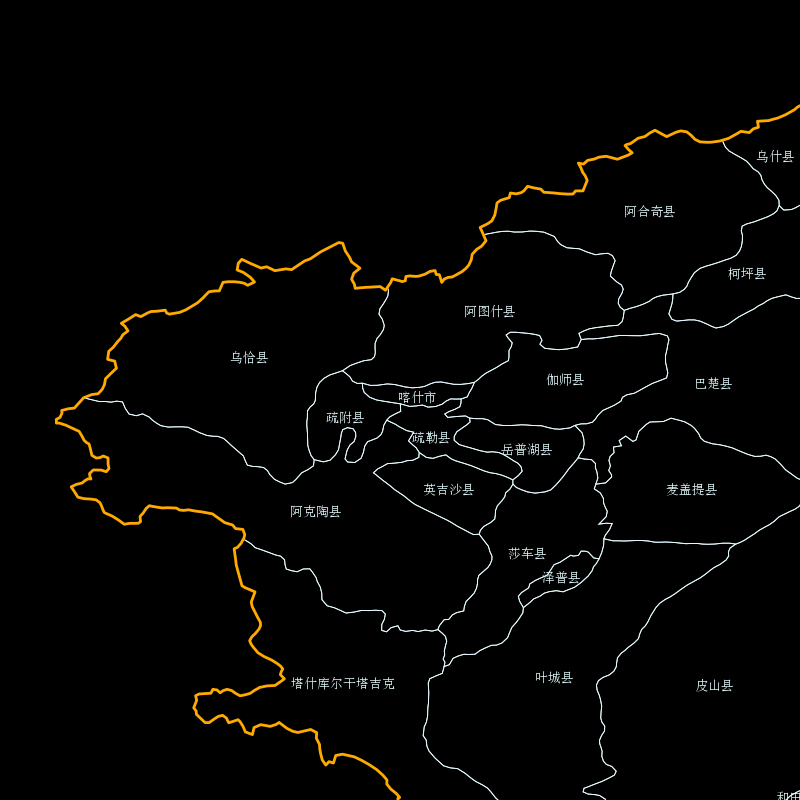 乌什县
阿合奇县
柯坪县
阿图什县
乌恰县
伽师县
巴楚县
喀什市
疏附县
疏勒县
岳普湖县
英吉沙县
麦盖提县
阿克陶县
莎车县
泽普县
叶城县
塔什库尔干塔吉克
皮山县